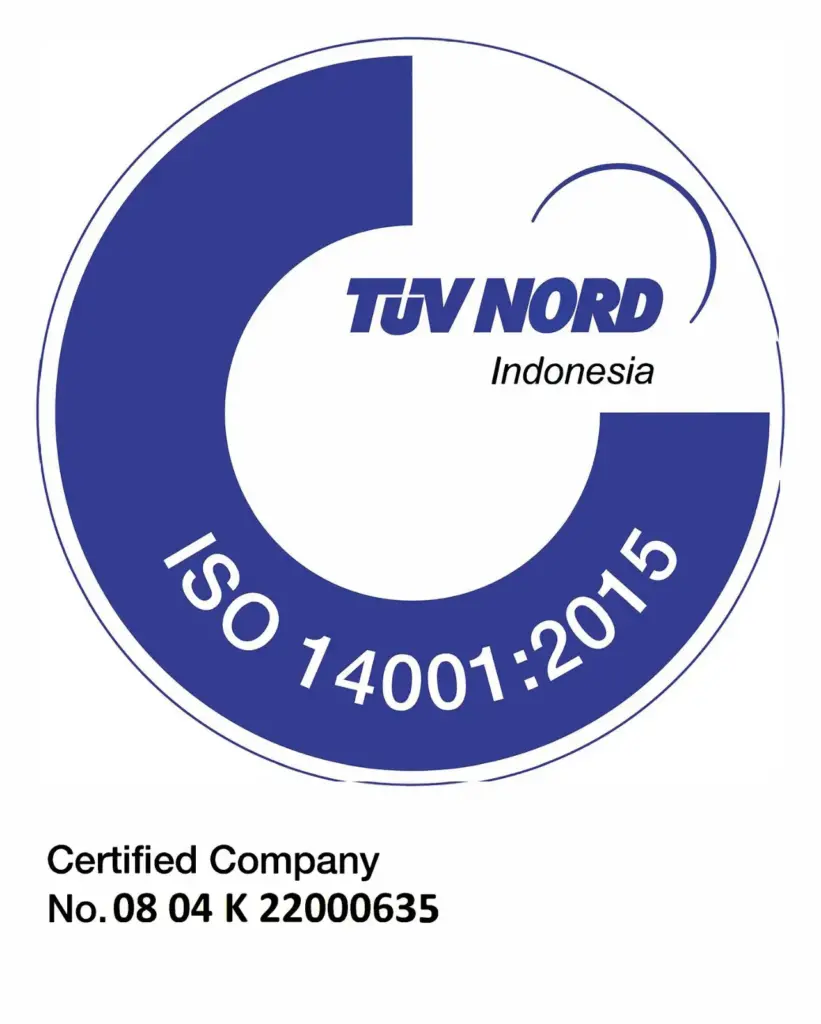 TÜV NORD
Indonesia
ISO 14001:2015
Certified Company
No. 08 04 K 22000635